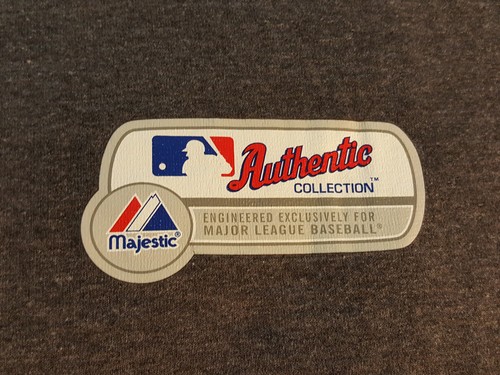 Authentic
COLLECTION™
ENGINEERED EXCLUSIVELY FOR
MAJOR LEAGUE BASEBALL®
Majestic®